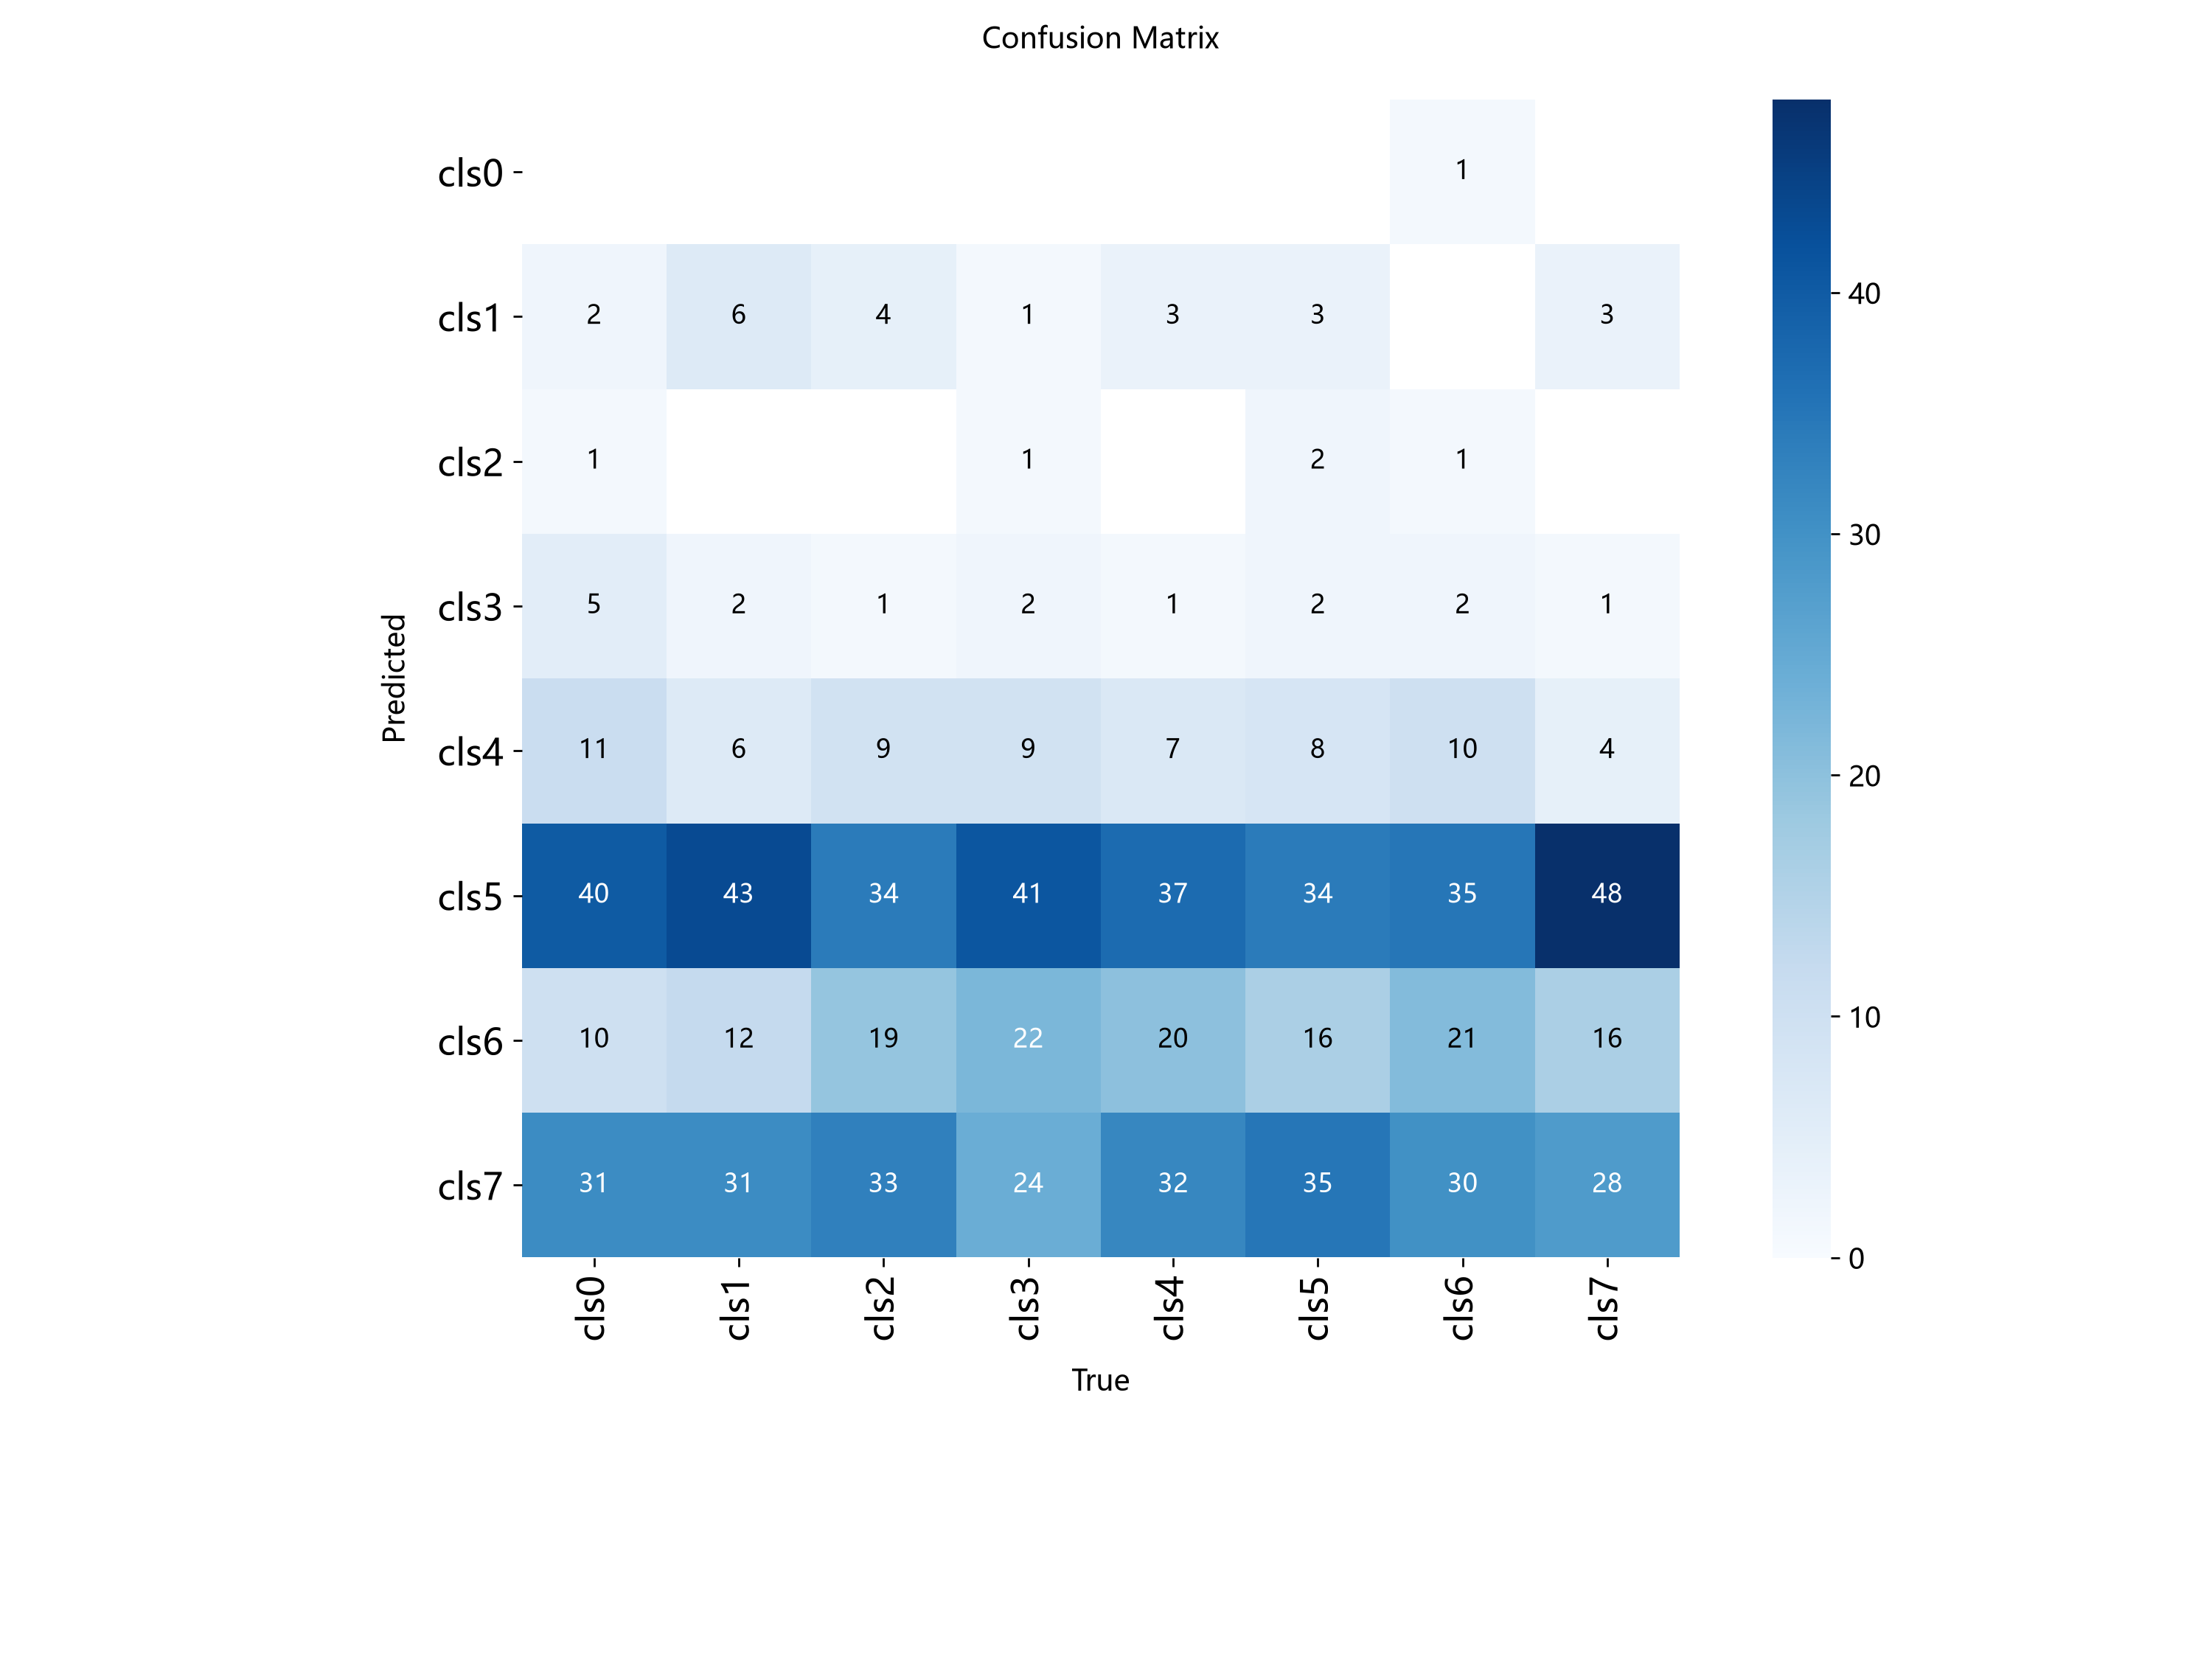 Confusion Matrix
cls0 1
cls1 2 6 4 1 3 3 3
cls2 1 1 2 1
cls3 5 2 1 2 1 2 2 1
cls4 11 6 9 9 7 8 10 4
cls5 40 43 34 41 37 34 35 48
cls6 10 12 19 22 20 16 21 16
cls7 31 31 33 24 32 35 30 28
cls0 cls1 cls2 cls3 cls4 cls5 cls6 cls7
True
Predicted
40
30
20
10
0